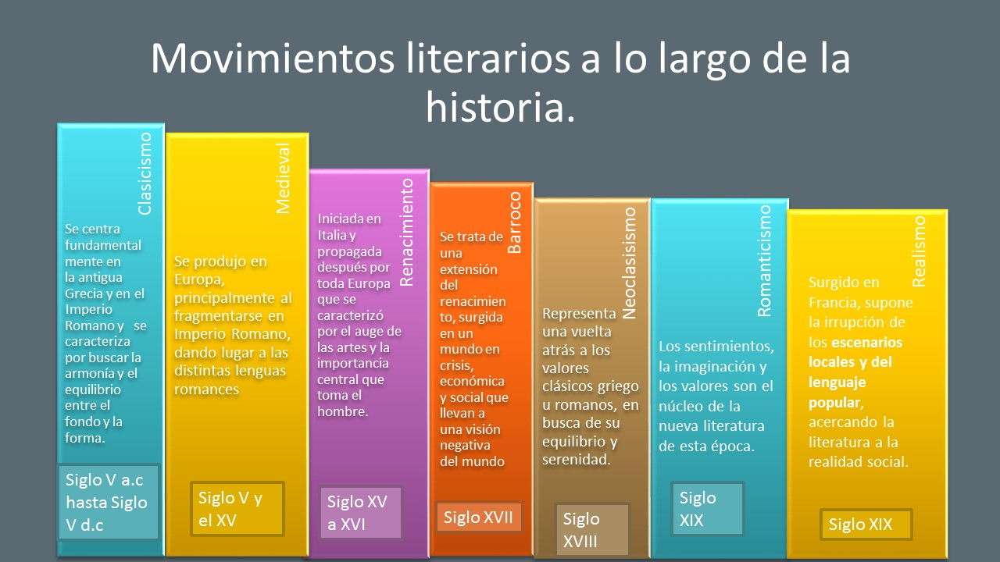 Movimientos literarios a lo largo de la
historia.
Clasicismo
Se centra
fundamental
mente en
la antigua
Grecia y en el
Imperio
Romano y se
caracteriza
por buscar la
armonía y el
equilibrio
entre el
fondo y la
forma.
Siglo V a.c
hasta Siglo
V d.c
Medieval
Se produjo en
Europa,
principalmente al
fragmentarse en
Imperio Romano,
dando lugar a las
distintas lenguas
romances
Siglo V y
el XV
Renacimiento
Iniciada en
Italia y
propagada
después por
toda Europa
que se
caracterizó
por el auge de
las artes y la
importancia
central que
toma el
hombre.
Siglo XV
a XVI
Barroco
Se trata de
una
extensión
del
renacimien
to, surgida
en un
mundo en
crisis,
económica
y social que
llevan a
una visión
negativa
del mundo
Siglo XVII
Neoclasisismo
Representa
una vuelta
atrás a los
valores
clásicos griego
u romanos, en
busca de su
equilibrio y
serenidad.
Siglo
XVIII
Romanticismo
Los sentimientos,
la imaginación y
los valores son el
núcleo de la
nueva literatura
de esta época.
Siglo
XIX
Realismo
Surgido en
Francia, supone
la irrupción de
los escenarios
locales y del
lenguaje
popular,
acercando la
literatura a la
realidad social.
Siglo XIX